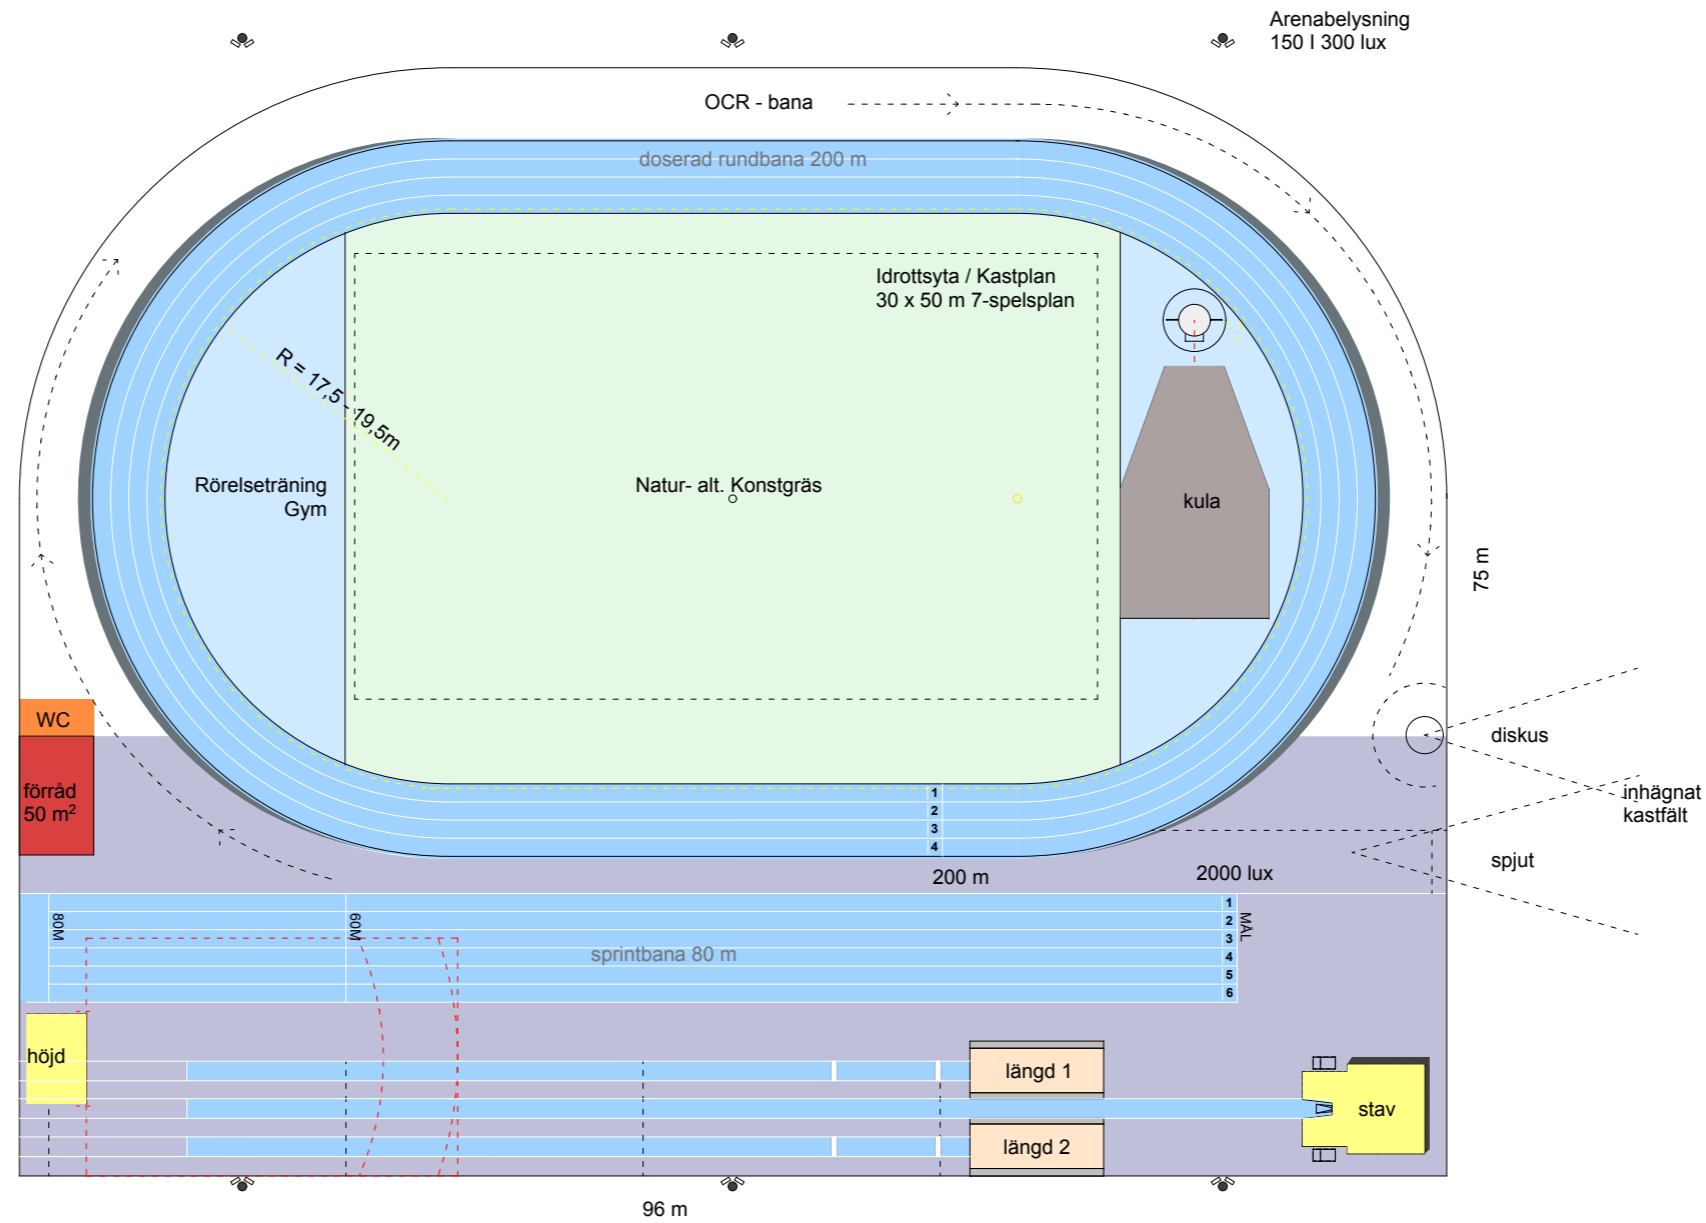 Arenabelysning
150 I 300 lux
OCR - bana
doserad rundbana 200 m
Idrottsyta / Kastplan
30 x 50 m 7-spelsplan
R = 17,5 - 19,5m
Rörelseträning
Gym
Natur- alt. Konstgräs
kula
75 m
WC
förråd
50 m²
diskus
inhägnat
kastfält
spjut
1
2
3
4
200 m
2000 lux
80M
60M
MÅL
sprintbana 80 m
1
2
3
4
5
6
höjd
längd 1
stav
längd 2
96 m